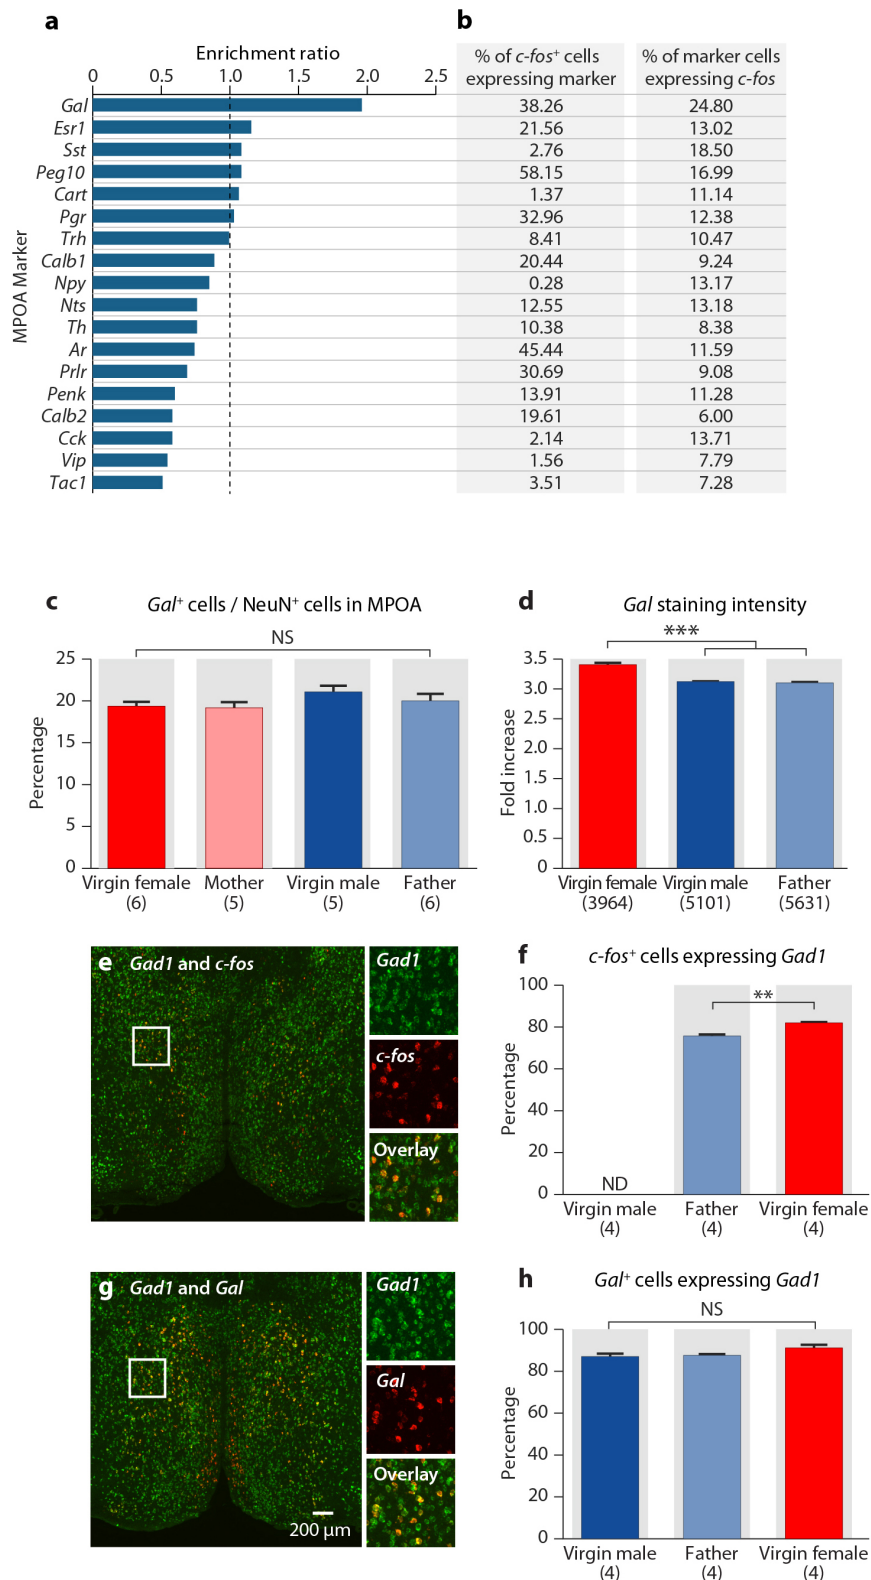 a
Enrichment ratio
0 0.5 1.0 1.5 2.0 2.5
MPOA Marker
b
% of c-fos⁺ cells expressing marker
% of marker cells expressing c-fos
Gal 38.26 24.80
Esr1 21.56 13.02
Sst 2.76 18.50
Peg10 58.15 16.99
Cart 1.37 11.14
Pgr 32.96 12.38
Trh 8.41 10.47
Calb1 20.44 9.24
Npy 0.28 13.17
Nts 12.55 13.18
Th 10.38 8.38
Ar 45.44 11.59
Prlr 30.69 9.08
Penk 13.91 11.28
Calb2 19.61 6.00
Cck 2.14 13.71
Vip 1.56 7.79
Tac1 3.51 7.28
c
Gal⁺ cells / NeuN⁺ cells in MPOA
NS
Percentage
25
20
15
10
5
0
Virgin female Mother Virgin male Father
(6) (5) (5) (6)
d
Gal staining intensity
***
Fold increase
3.5
3.0
2.5
2.0
1.5
1.0
0.5
0
Virgin female Virgin male Father
(3964) (5101) (5631)
e Gad1 and c-fos
Gad1
c-fos
Overlay
f
c-fos⁺ cells expressing Gad1
**
Percentage
100
80
60
40
20
0
ND
Virgin male Father Virgin female
(4) (4) (4)
g Gad1 and Gal
200 µm
Gad1
Gal
Overlay
h
Gal⁺ cells expressing Gad1
NS
Percentage
100
80
60
40
20
0
Virgin male Father Virgin female
(4) (4) (4)